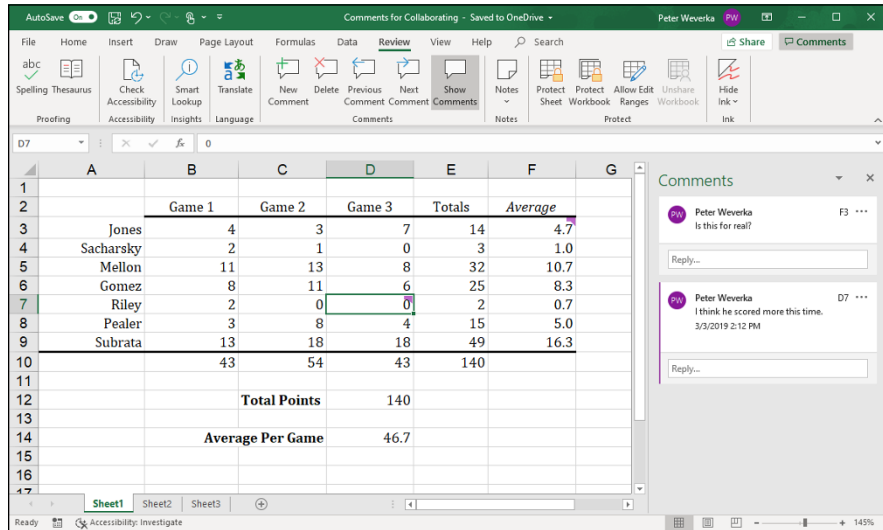 AutoSave On Comments for Collaborating - Saved to OneDrive Peter Weverka PW
File Home Insert Draw Page Layout Formulas Data Review View Help Search Share Comments
abc
Spelling Thesaurus Check Accessibility Smart Lookup Translate New Comment Delete Previous Comment Next Comment Show Comments Notes Protect Sheet Protect Workbook Allow Edit Ranges Unshare Workbook Hide Ink
Proofing Accessibility Insights Language Comments Notes Protect Ink
D7 fx 0
A B C D E F G
1
2 Game 1 Game 2 Game 3 Totals Average
3 Jones 4 3 7 14 4.7
4 Sacharsky 2 1 0 3 1.0
5 Mellon 11 13 8 32 10.7
6 Gomez 8 11 6 25 8.3
7 Riley 2 0 0 2 0.7
8 Pealer 3 8 4 15 5.0
9 Subrata 13 18 18 49 16.3
10 43 54 43 140
11
12 Total Points 140
13
14 Average Per Game 46.7
15
16
17
Comments
PW Peter Weverka F3
Is this for real?
Reply...
PW Peter Weverka D7
I think he scored more this time.
3/3/2019 2:12 PM
Reply...
Sheet1 Sheet2 Sheet3
Ready Accessibility: Investigate 145%